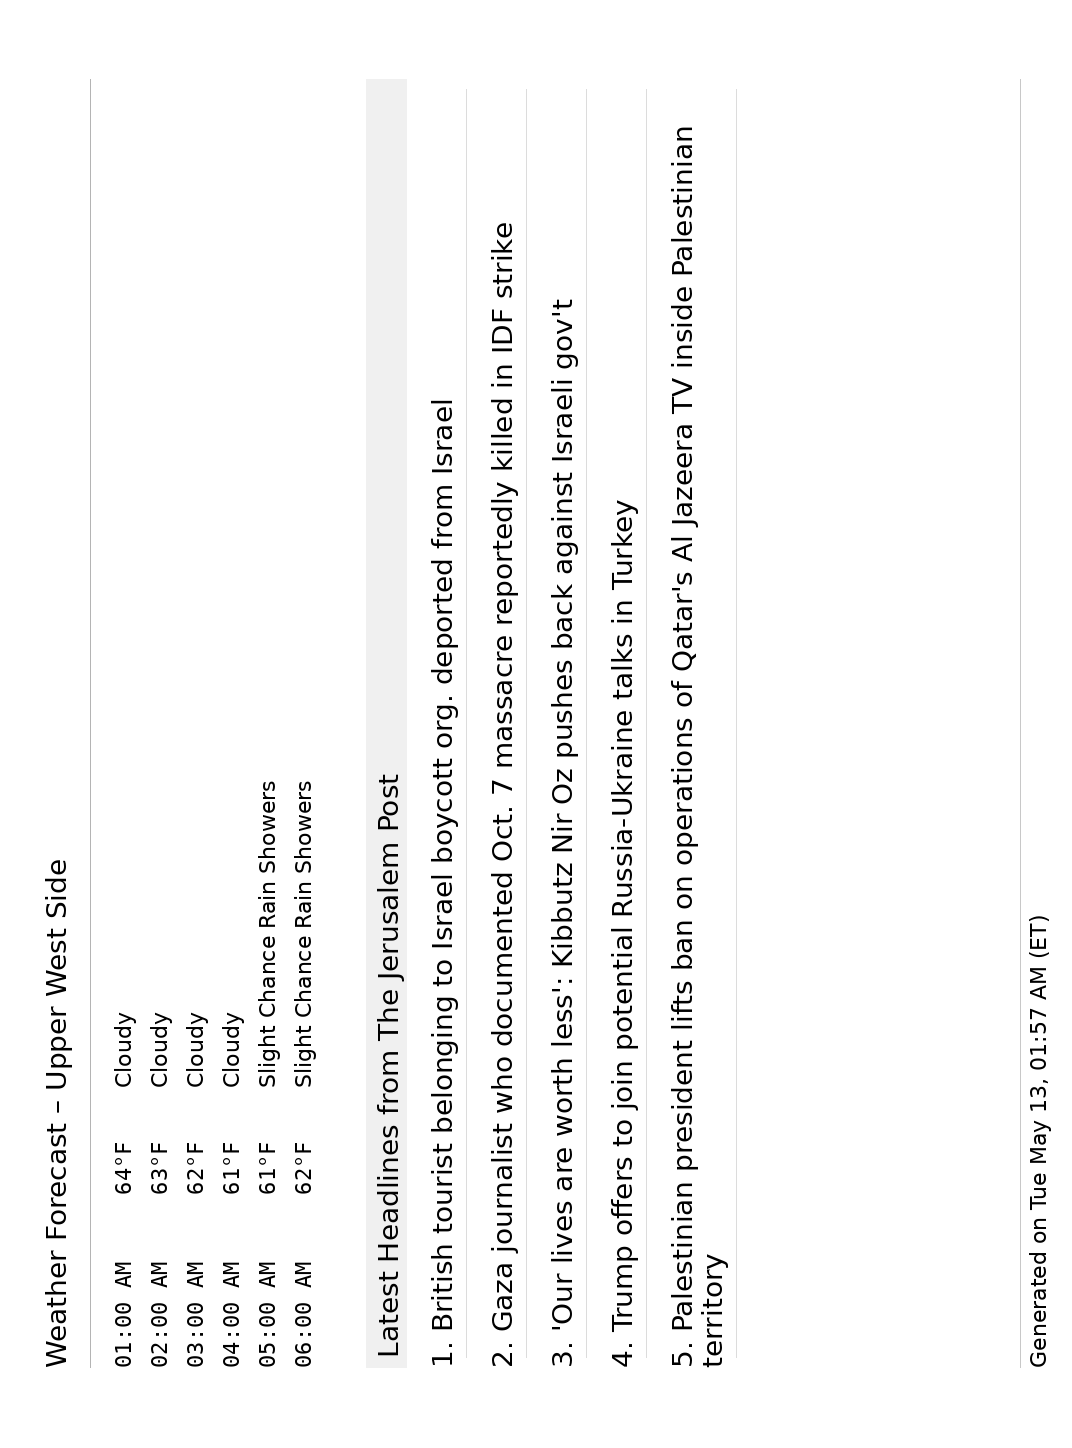 Weather Forecast – Upper West Side
01:00 AM 64°F Cloudy
02:00 AM 63°F Cloudy
03:00 AM 62°F Cloudy
04:00 AM 61°F Cloudy
05:00 AM 61°F Slight Chance Rain Showers
06:00 AM 62°F Slight Chance Rain Showers
Latest Headlines from The Jerusalem Post
1. British tourist belonging to Israel boycott org. deported from Israel
2. Gaza journalist who documented Oct. 7 massacre reportedly killed in IDF strike
3. 'Our lives are worth less': Kibbutz Nir Oz pushes back against Israeli gov't
4. Trump offers to join potential Russia-Ukraine talks in Turkey
5. Palestinian president lifts ban on operations of Qatar's Al Jazeera TV inside Palestinian
territory
Generated on Tue May 13, 01:57 AM (ET)